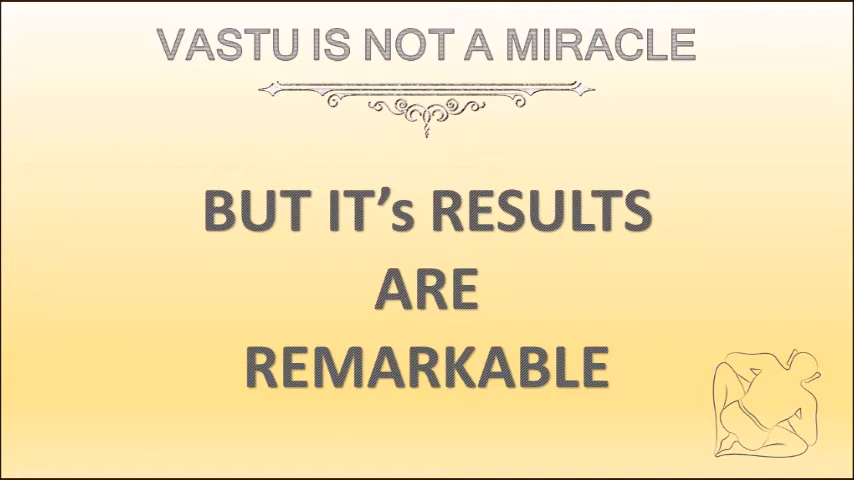 VASTU IS NOT A MIRACLE
BUT IT’s RESULTS
ARE
REMARKABLE